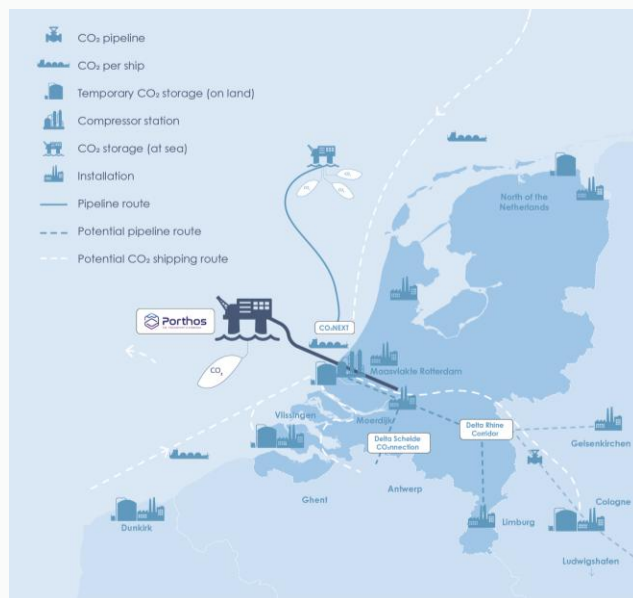 CO₂ pipeline
CO₂ per ship
Temporary CO₂ storage (on land)
Compressor station
CO₂ storage (at sea)
Installation
Pipeline route
Potential pipeline route
Potential CO₂ shipping route
North of the
Netherlands
Porthos
CO₂NEXT
CO₂
Maasvlakte Rotterdam
Vlissingen
Moerdijk
Delta Rhine
Corridor
Delta Schelde
CO₂nnection
Gelsenkirchen
Ghent
Antwerp
Cologne
Dunkirk
Limburg
Ludwigshafen